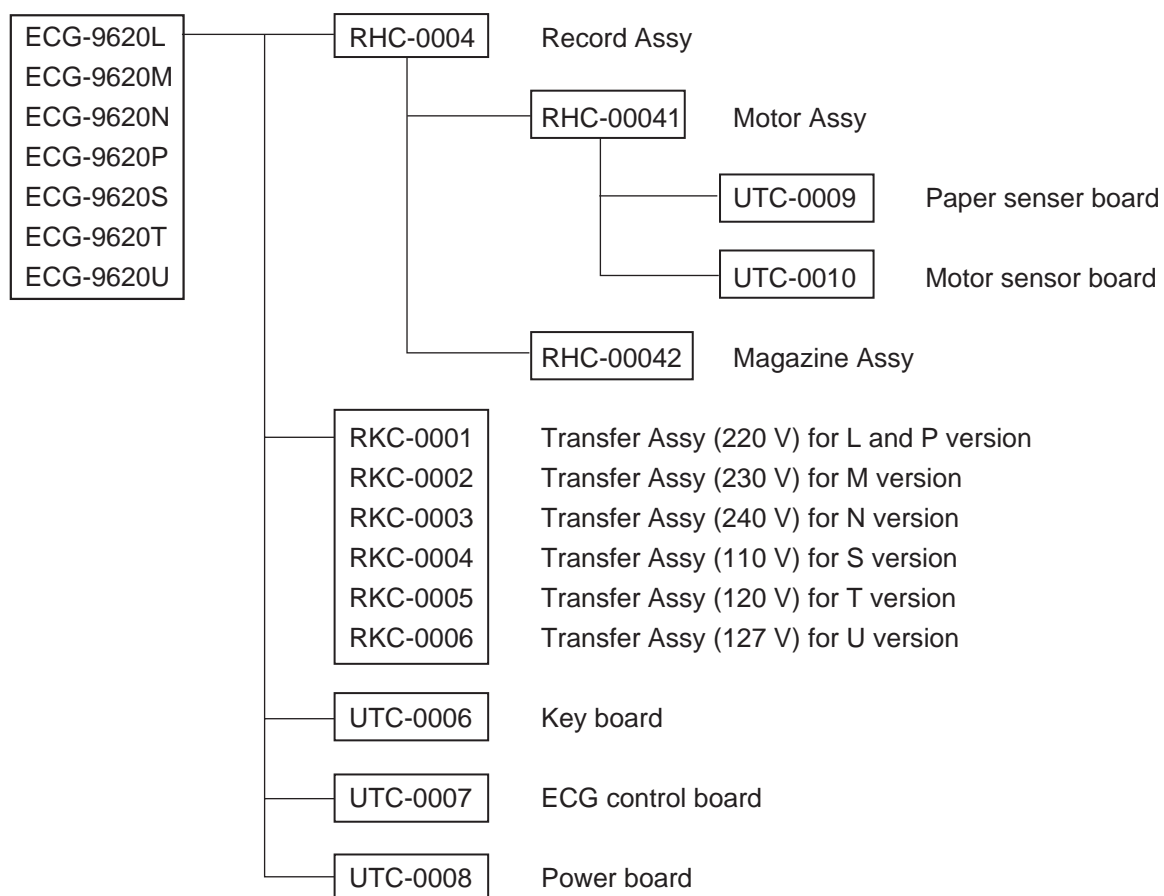 ECG-9620L
ECG-9620M
ECG-9620N
ECG-9620P
ECG-9620S
ECG-9620T
ECG-9620U
RHC-0004 Record Assy
RHC-00041 Motor Assy
UTC-0009 Paper senser board
UTC-0010 Motor sensor board
RHC-00042 Magazine Assy
RKC-0001 Transfer Assy (220 V) for L and P version
RKC-0002 Transfer Assy (230 V) for M version
RKC-0003 Transfer Assy (240 V) for N version
RKC-0004 Transfer Assy (110 V) for S version
RKC-0005 Transfer Assy (120 V) for T version
RKC-0006 Transfer Assy (127 V) for U version
UTC-0006 Key board
UTC-0007 ECG control board
UTC-0008 Power board